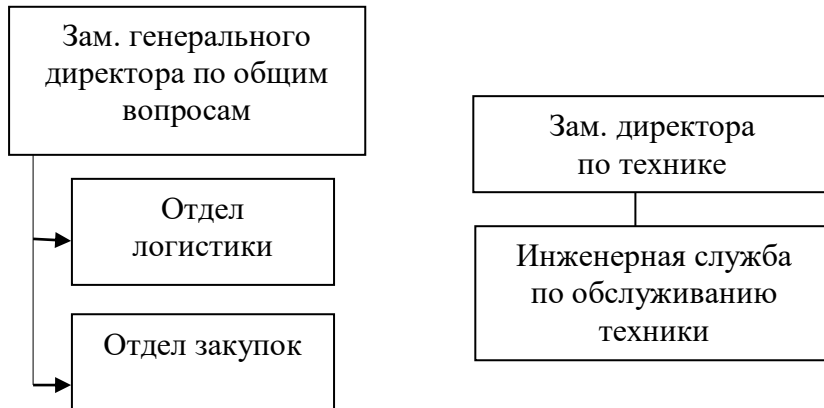 Зам. генерального
директора по общим
вопросам
Отдел
логистики
Отдел закупок
Зам. директора
по технике
Инженерная служба
по обслуживанию
техники